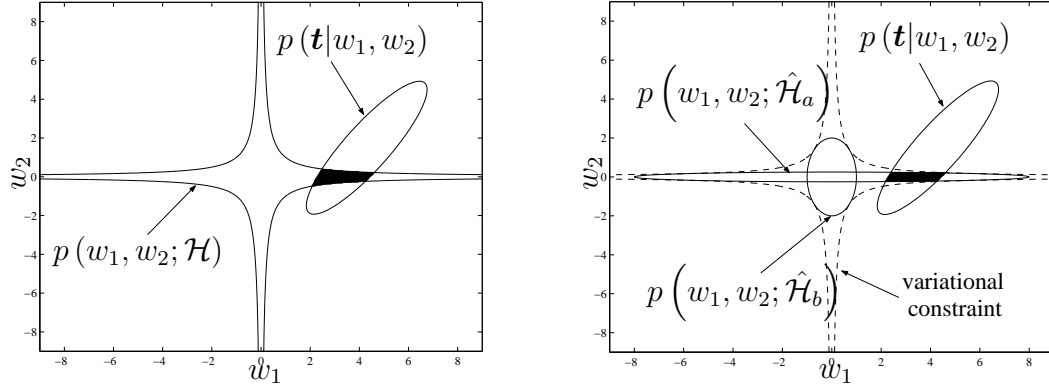 8
6
4
2
0
−2
−4
−6
−8
w₂
p (t|w₁, w₂)
p (w₁, w₂; ℋ)
−8 −6 −4 −2 0 2 4 6 8
w₁
8
6
4
2
0
−2
−4
−6
−8
w₂
p (t|w₁, w₂)
p (w₁, w₂; ℋ̂ₐ)
p (w₁, w₂; ℋ̂_b)
variational
constraint
−8 −6 −4 −2 0 2 4 6 8
w₁